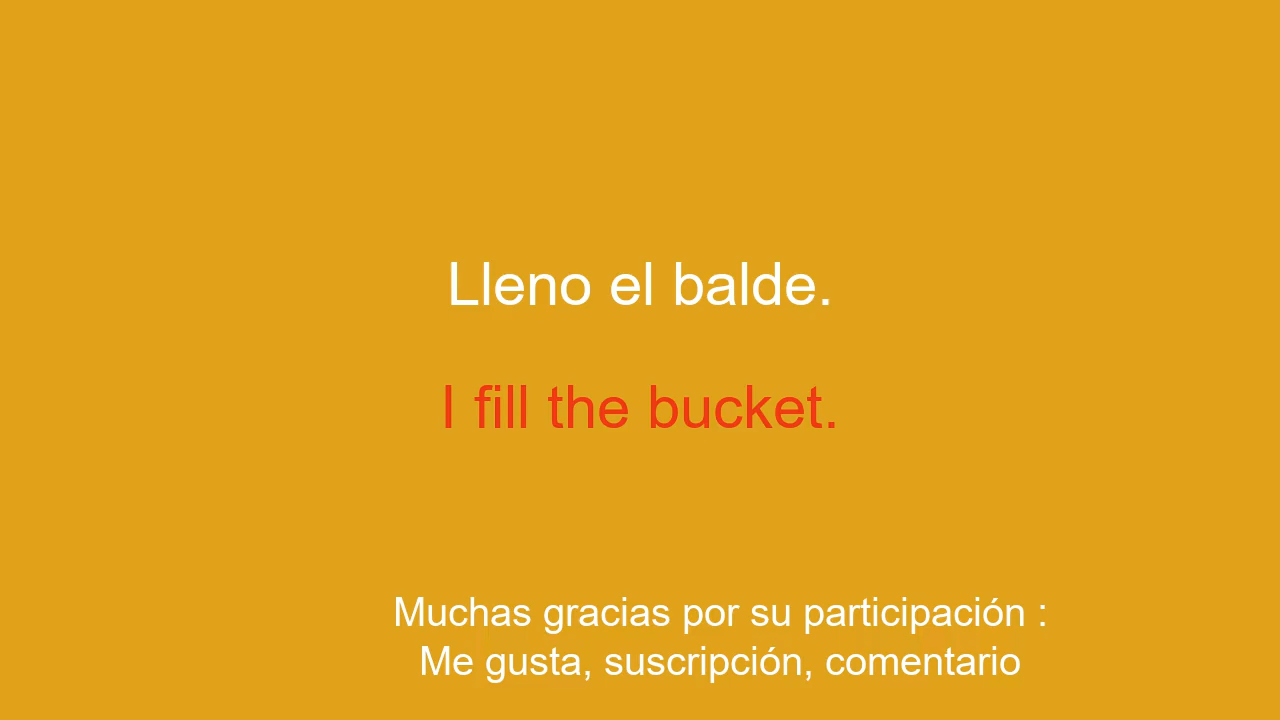 Lleno el balde.
I fill the bucket.
Muchas gracias por su participación :
Me gusta, suscripción, comentario